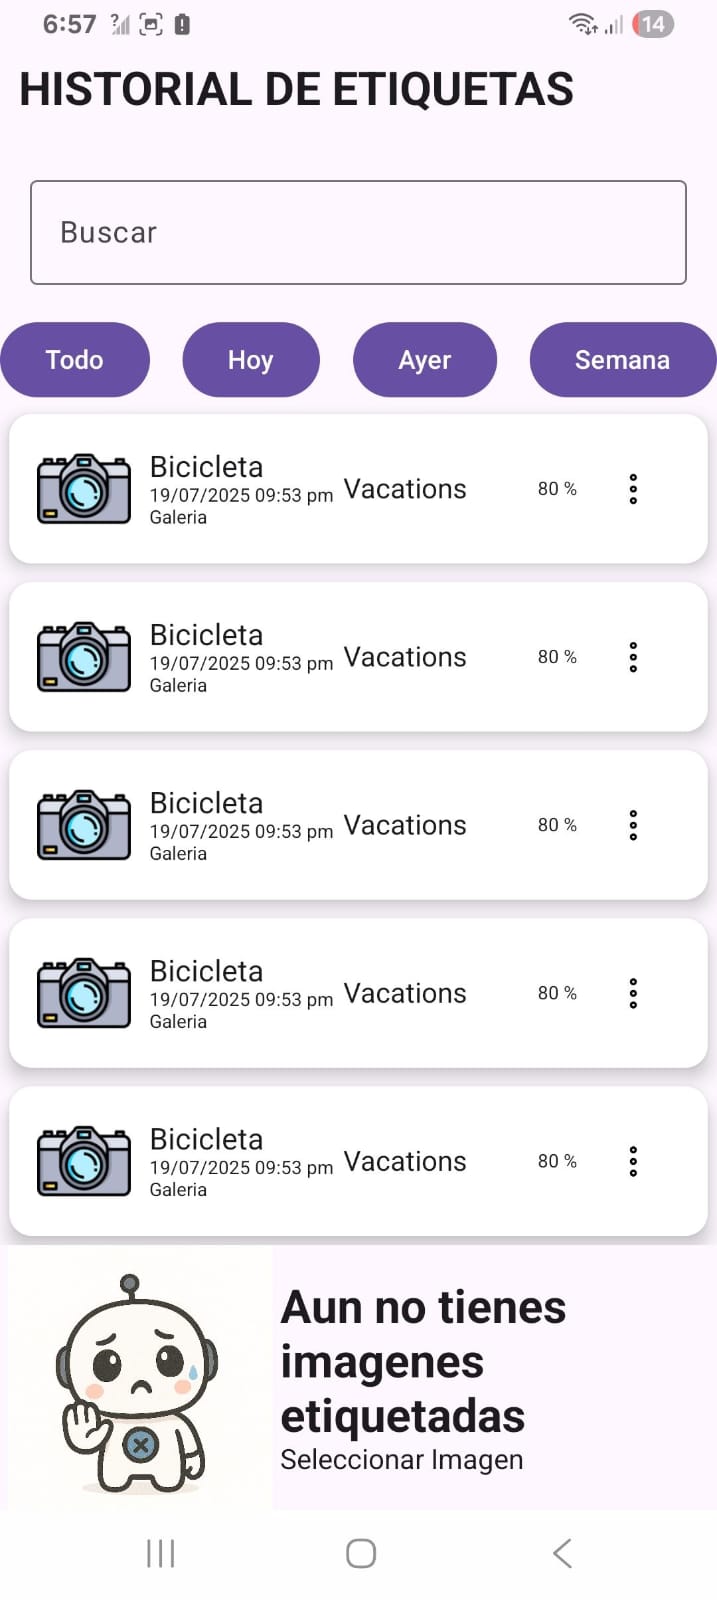 6:57
14
HISTORIAL DE ETIQUETAS
Buscar
Todo Hoy Ayer Semana
Bicicleta
19/07/2025 09:53 pm Vacations 80 %
Galeria
Bicicleta
19/07/2025 09:53 pm Vacations 80 %
Galeria
Bicicleta
19/07/2025 09:53 pm Vacations 80 %
Galeria
Bicicleta
19/07/2025 09:53 pm Vacations 80 %
Galeria
Bicicleta
19/07/2025 09:53 pm Vacations 80 %
Galeria
Aun no tienes
imagenes
etiquetadas
Seleccionar Imagen